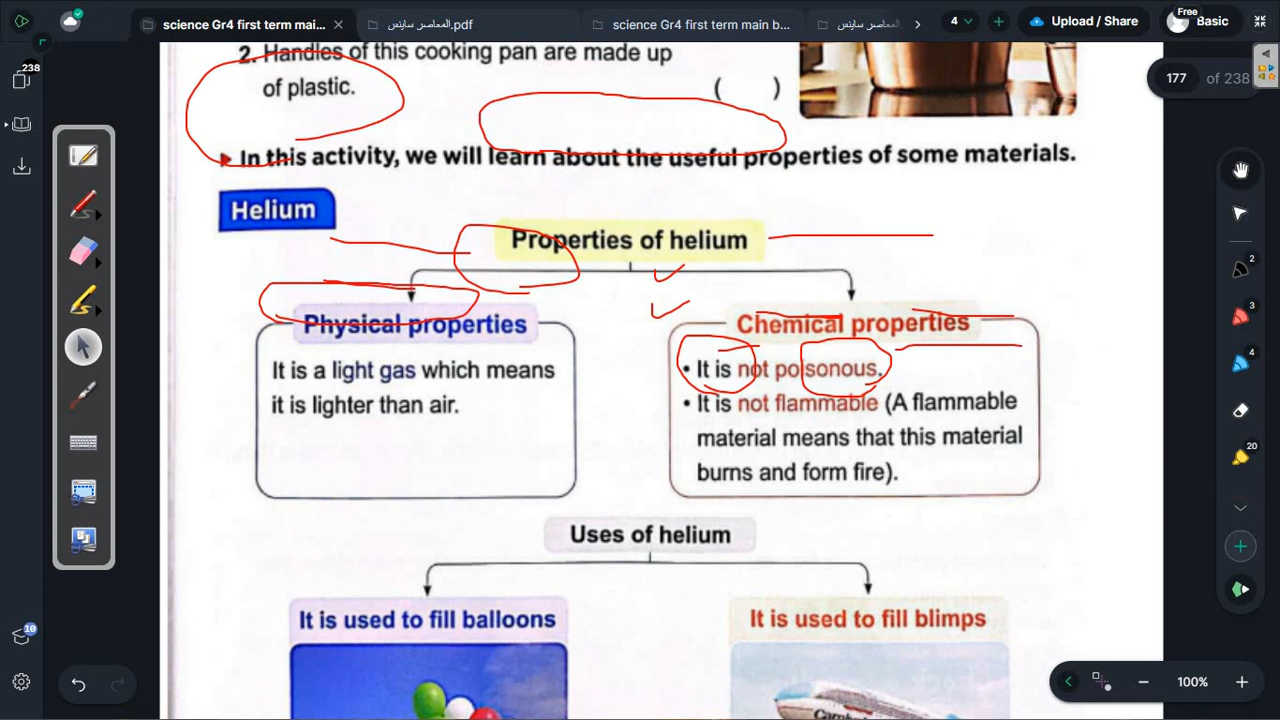 science Gr4 first term mai...
المعاصر ساينس.pdf
science Gr4 first term main b...
المعاصر ساينس
4
Upload / Share
Free
Basic
238
177 of 238
2. Handles of this cooking pan are made up
of plastic. ( )
In this activity, we will learn about the useful properties of some materials.
Helium
Properties of helium
Physical properties
It is a light gas which means
it is lighter than air.
Chemical properties
• It is not poisonous.
• It is not flammable (A flammable
material means that this material
burns and form fire).
Uses of helium
It is used to fill balloons
It is used to fill blimps
2
3
4
20
10
100%